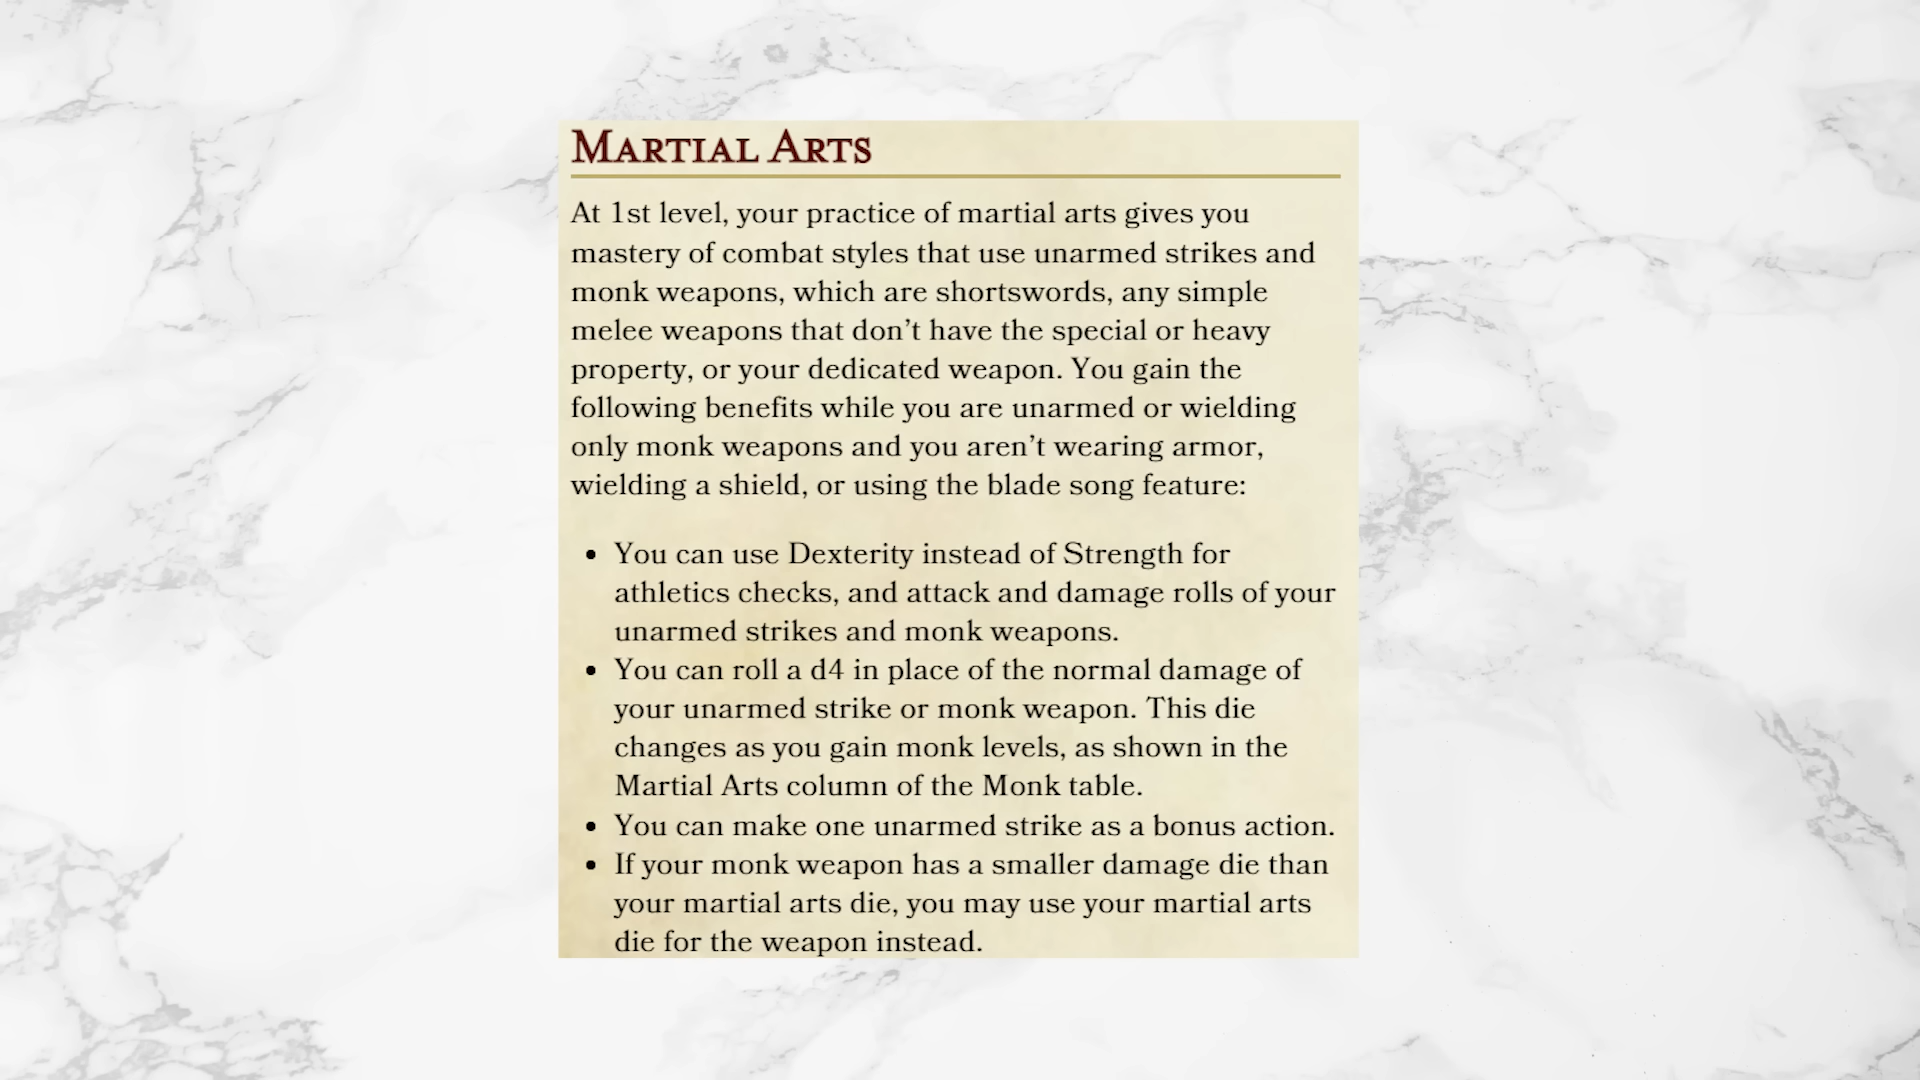 Martial Arts
At 1st level, your practice of martial arts gives you
mastery of combat styles that use unarmed strikes and
monk weapons, which are shortswords, any simple
melee weapons that don’t have the special or heavy
property, or your dedicated weapon. You gain the
following benefits while you are unarmed or wielding
only monk weapons and you aren’t wearing armor,
wielding a shield, or using the blade song feature:
• You can use Dexterity instead of Strength for
athletics checks, and attack and damage rolls of your
unarmed strikes and monk weapons.
• You can roll a d4 in place of the normal damage of
your unarmed strike or monk weapon. This die
changes as you gain monk levels, as shown in the
Martial Arts column of the Monk table.
• You can make one unarmed strike as a bonus action.
• If your monk weapon has a smaller damage die than
your martial arts die, you may use your martial arts
die for the weapon instead.